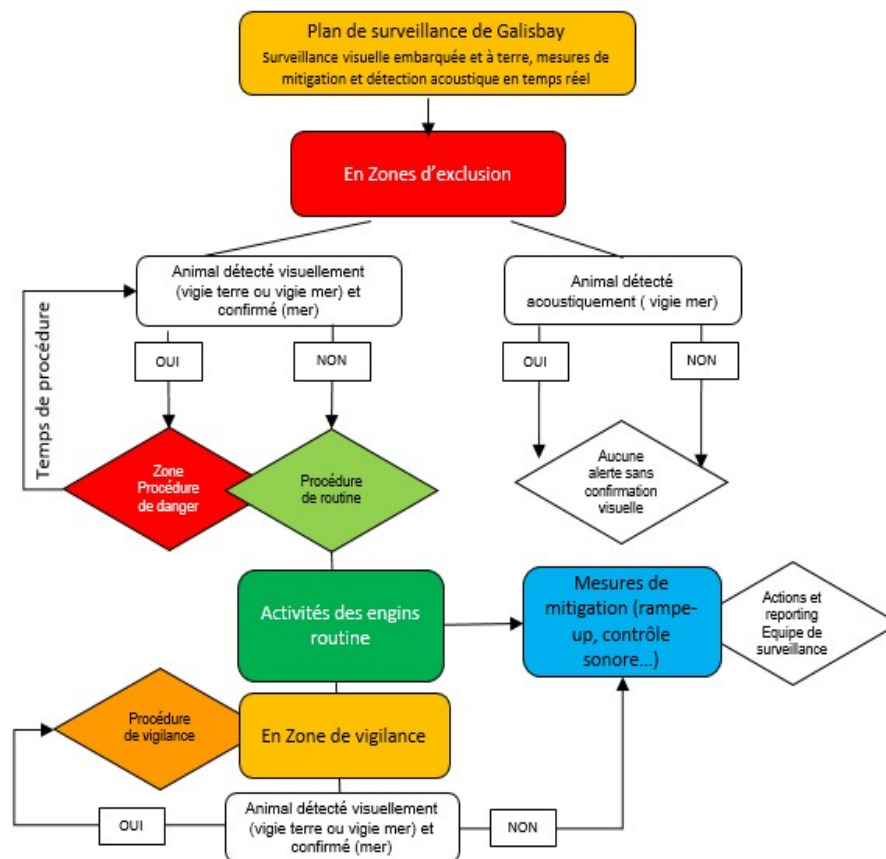 Plan de surveillance de Galisbay
Surveillance visuelle embarquée et à terre, mesures de
mitigation et détection acoustique en temps réel
En Zones d’exclusion
Animal détecté visuellement
(vigie terre ou vigie mer) et
confirmé (mer)
Animal détecté
acoustiquement ( vigie mer)
Temps de procédure
OUI
NON
OUI
NON
Zone
Procédure
de danger
Procédure
de routine
Aucune
alerte sans
confirmation
visuelle
Activités des engins
routine
Mesures de
mitigation (rampe-
up, contrôle
sonore...)
Actions et
reporting
Equipe de
surveillance
Procédure
de vigilance
En Zone de vigilance
Animal détecté visuellement
(vigie terre ou vigie mer) et
confirmé (mer)
OUI
NON